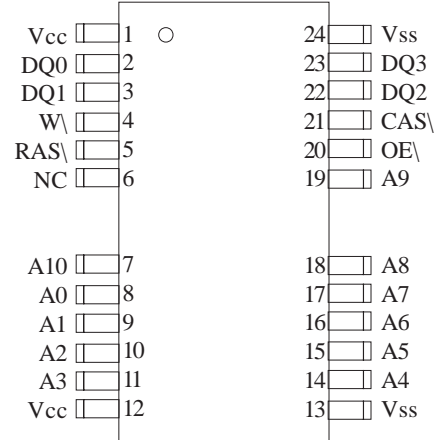 Vcc 1 24 Vss
DQ0 2 23 DQ3
DQ1 3 22 DQ2
W\ 4 21 CAS\
RAS\ 5 20 OE\
NC 6 19 A9
A10 7 18 A8
A0 8 17 A7
A1 9 16 A6
A2 10 15 A5
A3 11 14 A4
Vcc 12 13 Vss